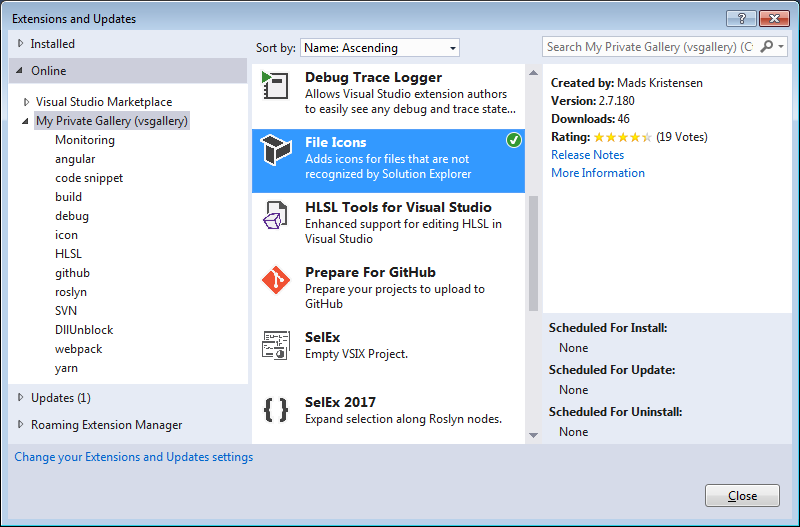 Extensions and Updates
Installed
Online
Visual Studio Marketplace
My Private Gallery (vsgallery)
Monitoring
angular
code snippet
build
debug
icon
HLSL
github
roslyn
SVN
DllUnblock
webpack
yarn
Updates (1)
Roaming Extension Manager
Change your Extensions and Updates settings
Sort by: Name: Ascending
Debug Trace Logger
Allows Visual Studio extension authors
to easily see any debug and trace state...
File Icons
Adds icons for files that are not
recognized by Solution Explorer
HLSL Tools for Visual Studio
Enhanced support for editing HLSL in
Visual Studio
Prepare For GitHub
Prepare your projects to upload to
GitHub
SelEx
Empty VSIX Project.
SelEx 2017
Expand selection along Roslyn nodes.
Search My Private Gallery (vsgallery) (C
Created by: Mads Kristensen
Version: 2.7.180
Downloads: 46
Rating: (19 Votes)
Release Notes
More Information
Scheduled For Install:
None
Scheduled For Update:
None
Scheduled For Uninstall:
None
Close